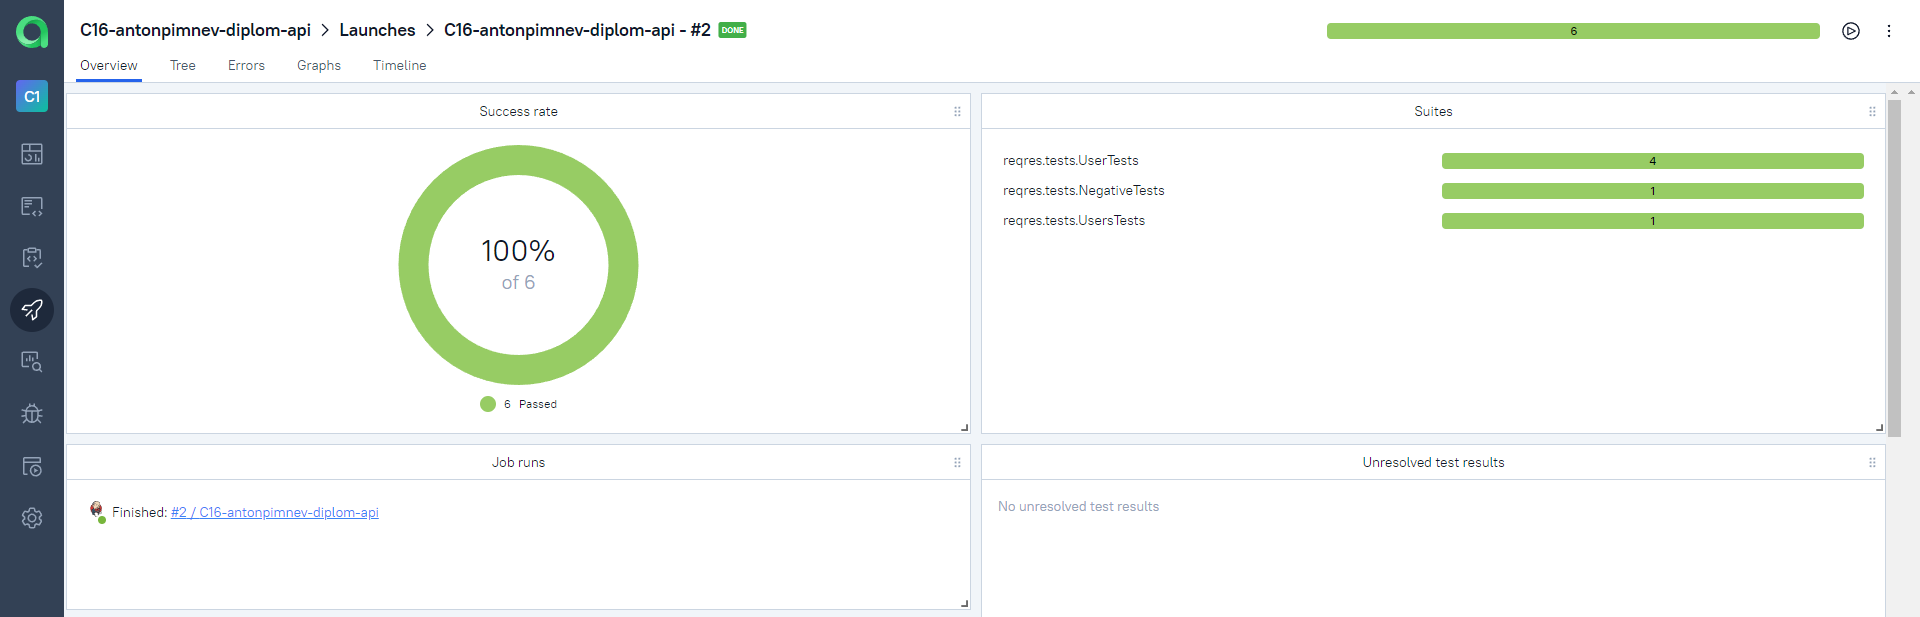 C16-antonpimnev-diplom-api > Launches > C16-antonpimnev-diplom-api - #2 DONE
6
Overview Tree Errors Graphs Timeline
C1
Success rate
100%
of 6
6 Passed
Suites
reqres.tests.UserTests 4
reqres.tests.NegativeTests 1
reqres.tests.UsersTests 1
Job runs
Finished: #2 / C16-antonpimnev-diplom-api
Unresolved test results
No unresolved test results